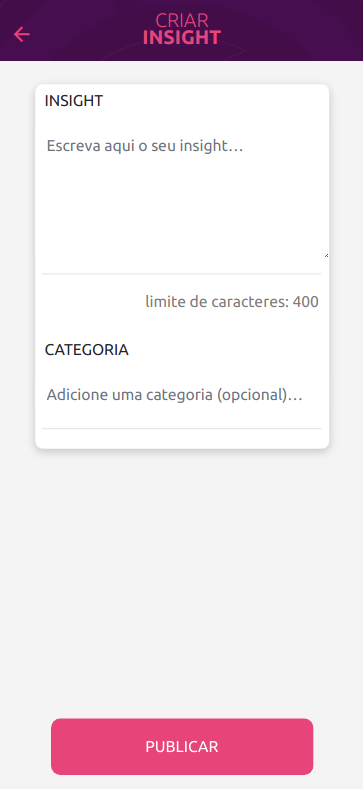 CRIAR
INSIGHT
INSIGHT
Escreva aqui o seu insight...
limite de caracteres: 400
CATEGORIA
Adicione uma categoria (opcional)...
PUBLICAR